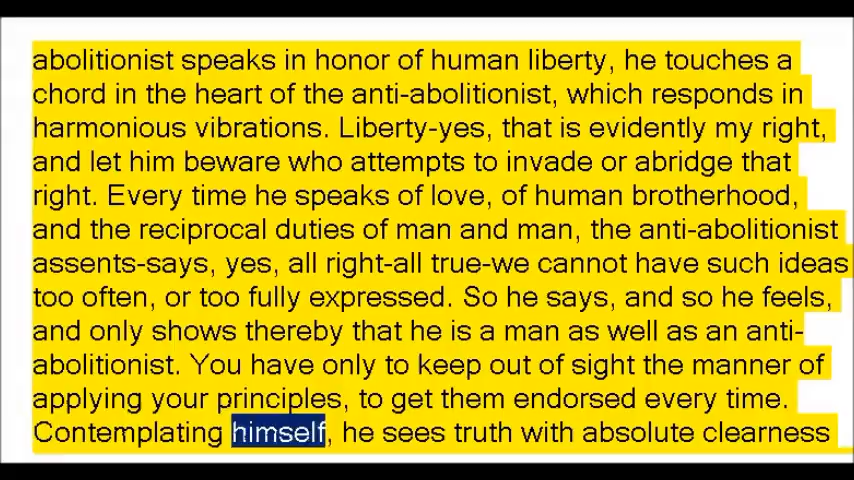 abolitionist speaks in honor of human liberty, he touches a
chord in the heart of the anti-abolitionist, which responds in
harmonious vibrations. Liberty-yes, that is evidently my right,
and let him beware who attempts to invade or abridge that
right. Every time he speaks of love, of human brotherhood,
and the reciprocal duties of man and man, the anti-abolitionist
assents-says, yes, all right-all true-we cannot have such ideas
too often, or too fully expressed. So he says, and so he feels,
and only shows thereby that he is a man as well as an anti-
abolitionist. You have only to keep out of sight the manner of
applying your principles, to get them endorsed every time.
Contemplating himself, he sees truth with absolute clearness